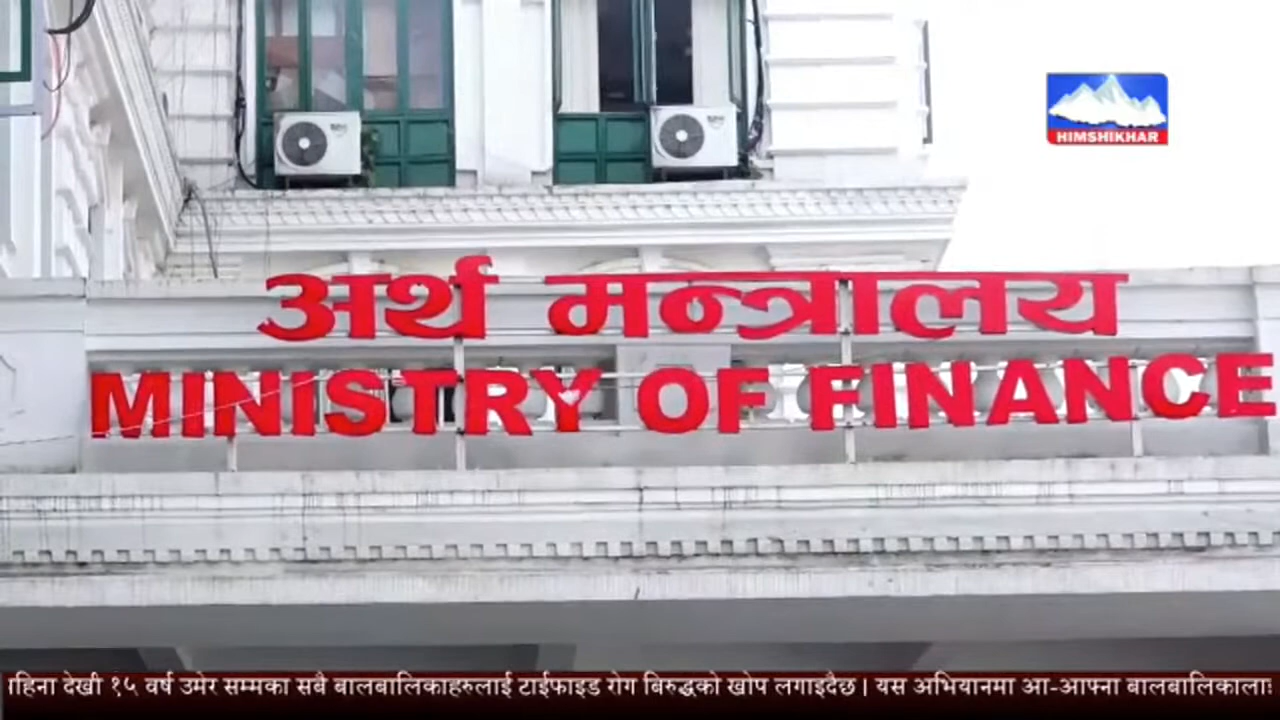 HIMSHIKHAR
अर्थ मन्त्रालय
MINISTRY OF FINANCE
देखी १५ वर्ष उमेर सम्मका सबै बालबालिकाहरुलाई टाईफाइड रोग बिरुद्धको खोप लगाइदैछ । यस अभियानमा आ-आफ्ना